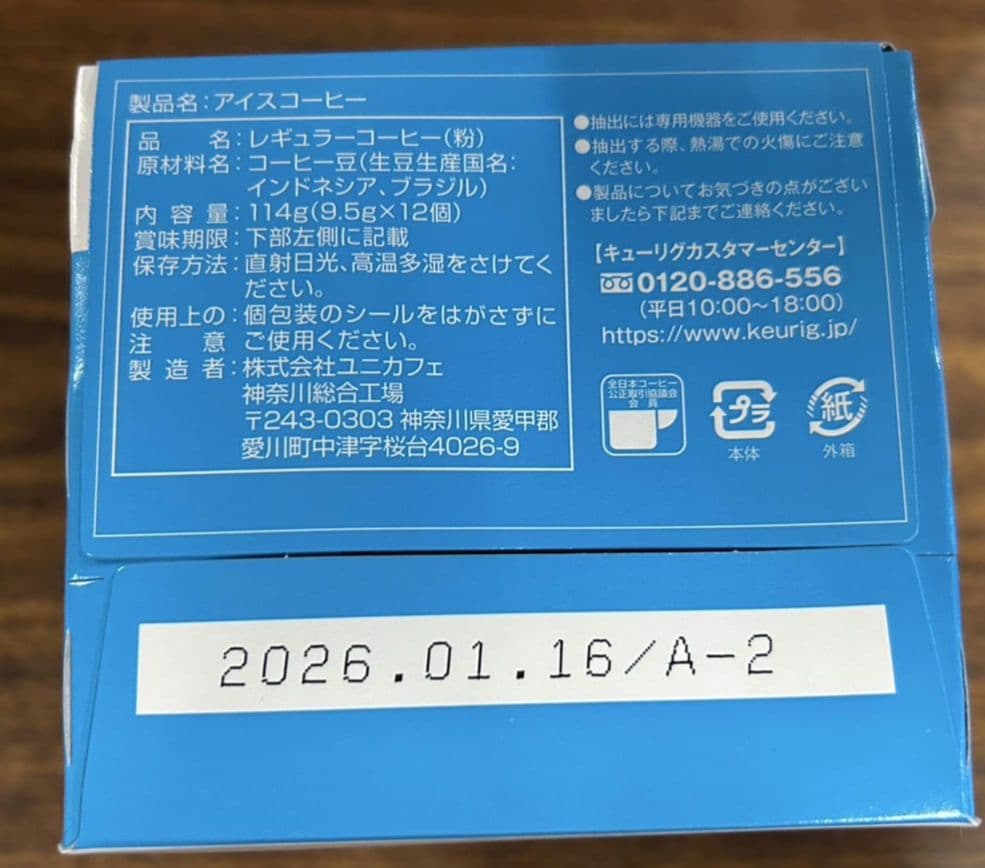 製品名：アイスコーヒー
品　　名：レギュラーコーヒー（粉）
原材料名：コーヒー豆（生豆生産国名：
インドネシア、ブラジル）
内 容 量：114g（9.5g×12個）
賞味期限：下部左側に記載
保存方法：直射日光、高温多湿をさけてく
ださい。
使用上の：個包装のシールをはがさずに
注　　意　ご使用ください。
製 造 者：株式会社ユニカフェ
神奈川総合工場
〒243-0303 神奈川県愛甲郡
愛川町中津字桜台4026-9
●抽出には専用機器をご使用ください。
●抽出する際、熱湯での火傷にご注意
ください。
●製品についてお気づきの点がござい
ましたら下記までご連絡ください。
【キューリグカスタマーセンター】
0120-886-556
（平日10:00〜18:00）
https://www.keurig.jp/
全日本コーヒー
公正取引協議会
会員
プラ
本体
紙
外箱
2026.01.16/A-2